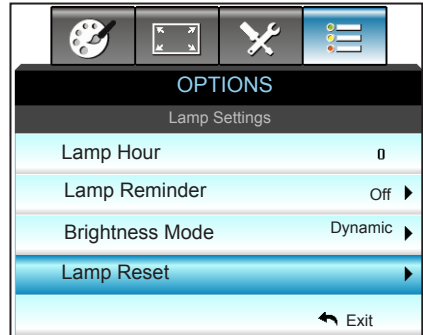 OPTIONS
Lamp Settings
Lamp Hour 0
Lamp Reminder Off
Brightness Mode Dynamic
Lamp Reset
Exit